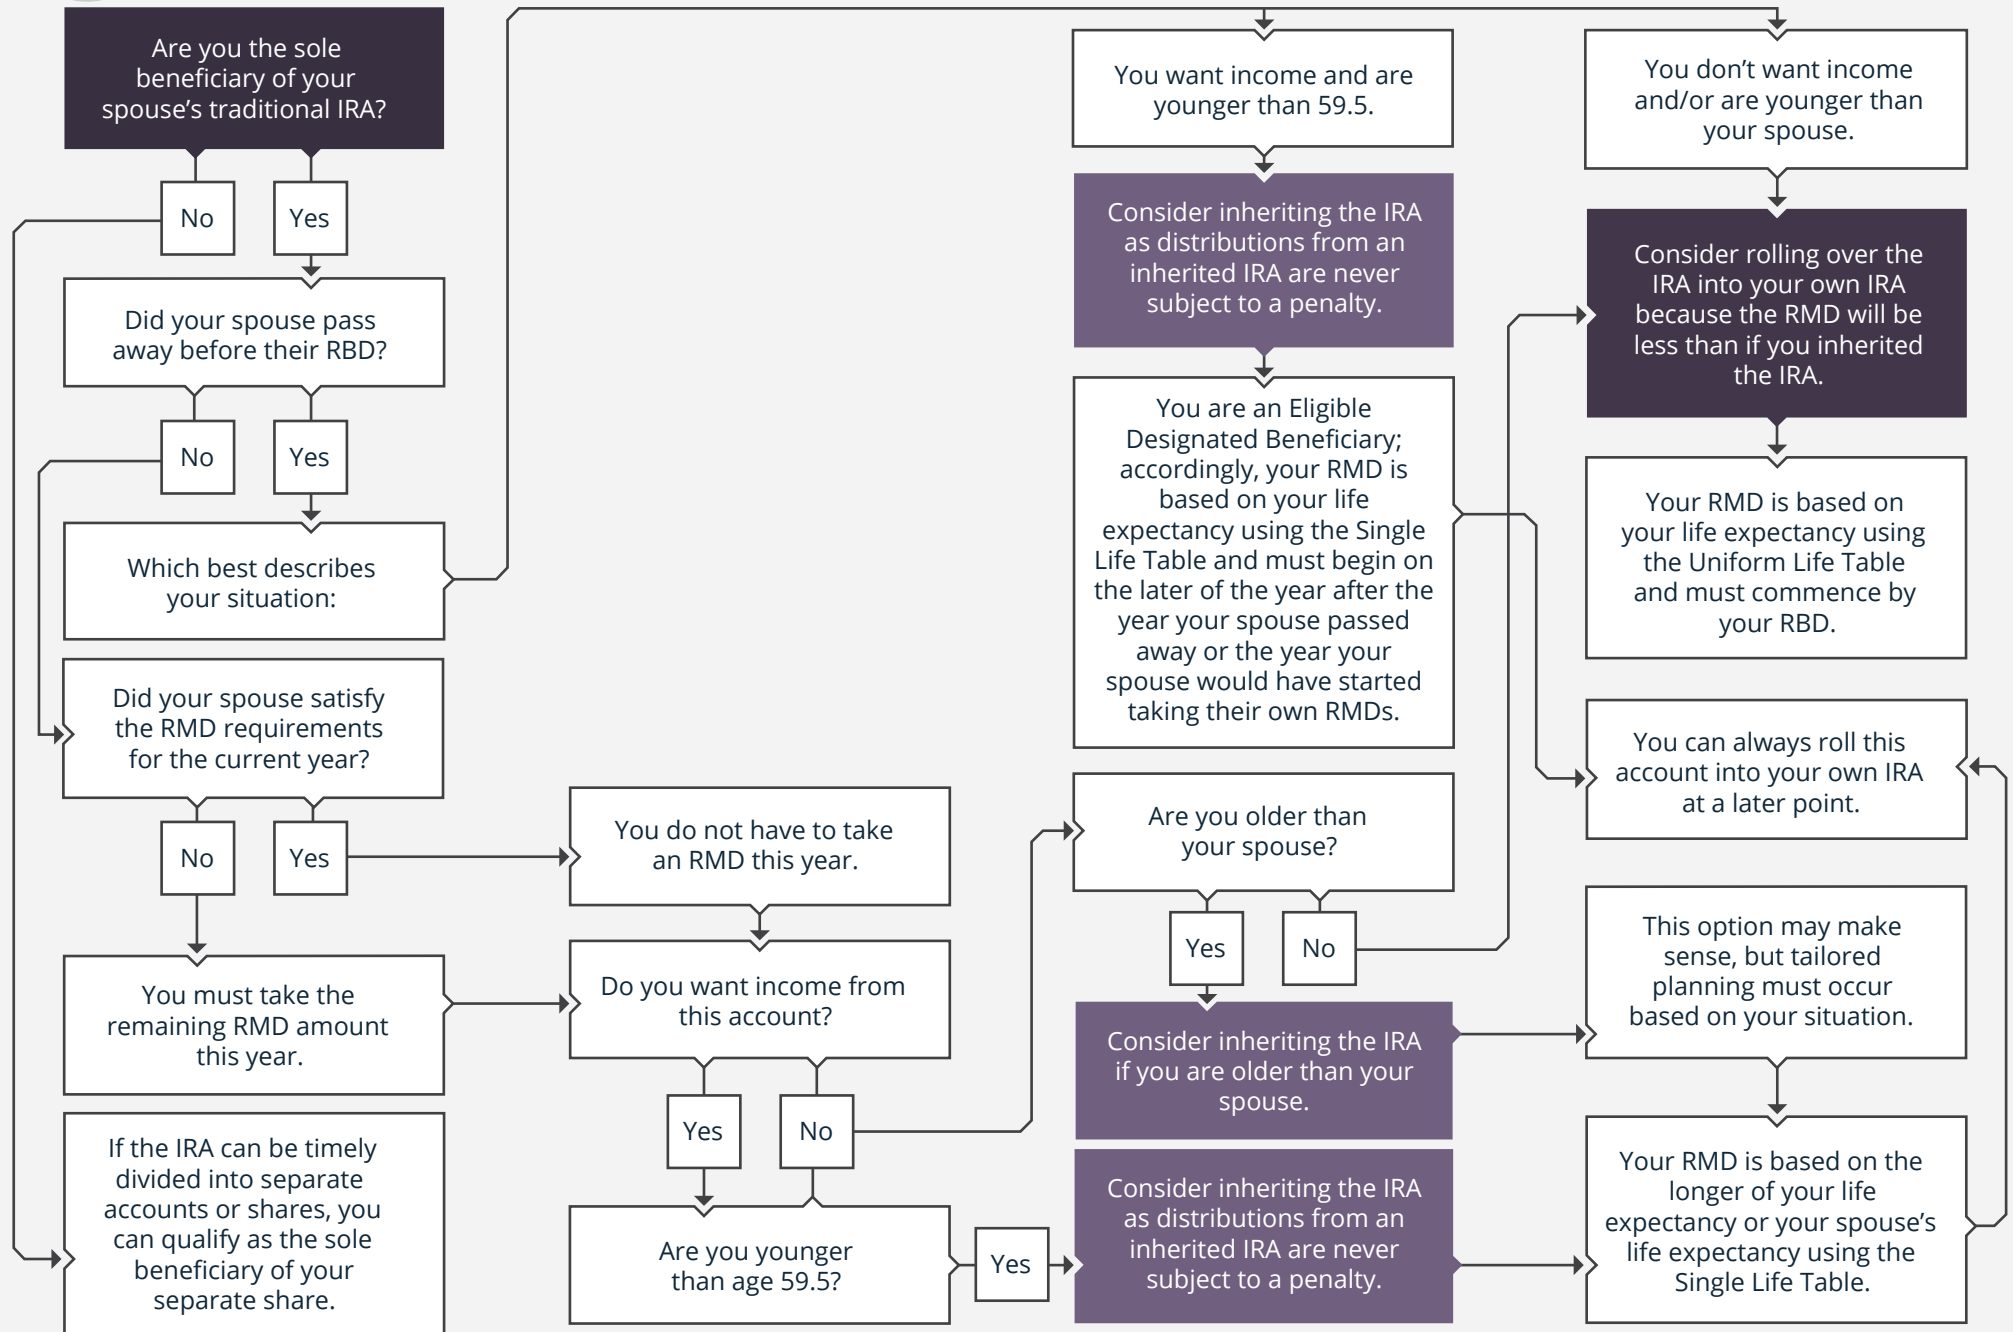 Are you the sole
beneficiary of your
spouse’s traditional IRA?
No
Yes
Did your spouse pass
away before their RBD?
No
Yes
Which best describes
your situation:
Did your spouse satisfy
the RMD requirements
for the current year?
No
Yes
You must take the
remaining RMD amount
this year.
If the IRA can be timely
divided into separate
accounts or shares, you
can qualify as the sole
beneficiary of your
separate share.
You do not have to take
an RMD this year.
Do you want income from
this account?
Yes
No
Are you younger
than age 59.5?
Yes
You want income and are
younger than 59.5.
Consider inheriting the IRA
as distributions from an
inherited IRA are never
subject to a penalty.
You are an Eligible
Designated Beneficiary;
accordingly, your RMD is
based on your life
expectancy using the Single
Life Table and must begin on
the later of the year after the
year your spouse passed
away or the year your
spouse would have started
taking their own RMDs.
Are you older than
your spouse?
Yes
No
Consider inheriting the IRA
if you are older than your
spouse.
Consider inheriting the IRA
as distributions from an
inherited IRA are never
subject to a penalty.
You don’t want income
and/or are younger than
your spouse.
Consider rolling over the
IRA into your own IRA
because the RMD will be
less than if you inherited
the IRA.
Your RMD is based on
your life expectancy using
the Uniform Life Table
and must commence by
your RBD.
You can always roll this
account into your own IRA
at a later point.
This option may make
sense, but tailored
planning must occur
based on your situation.
Your RMD is based on the
longer of your life
expectancy or your spouse’s
life expectancy using the
Single Life Table.